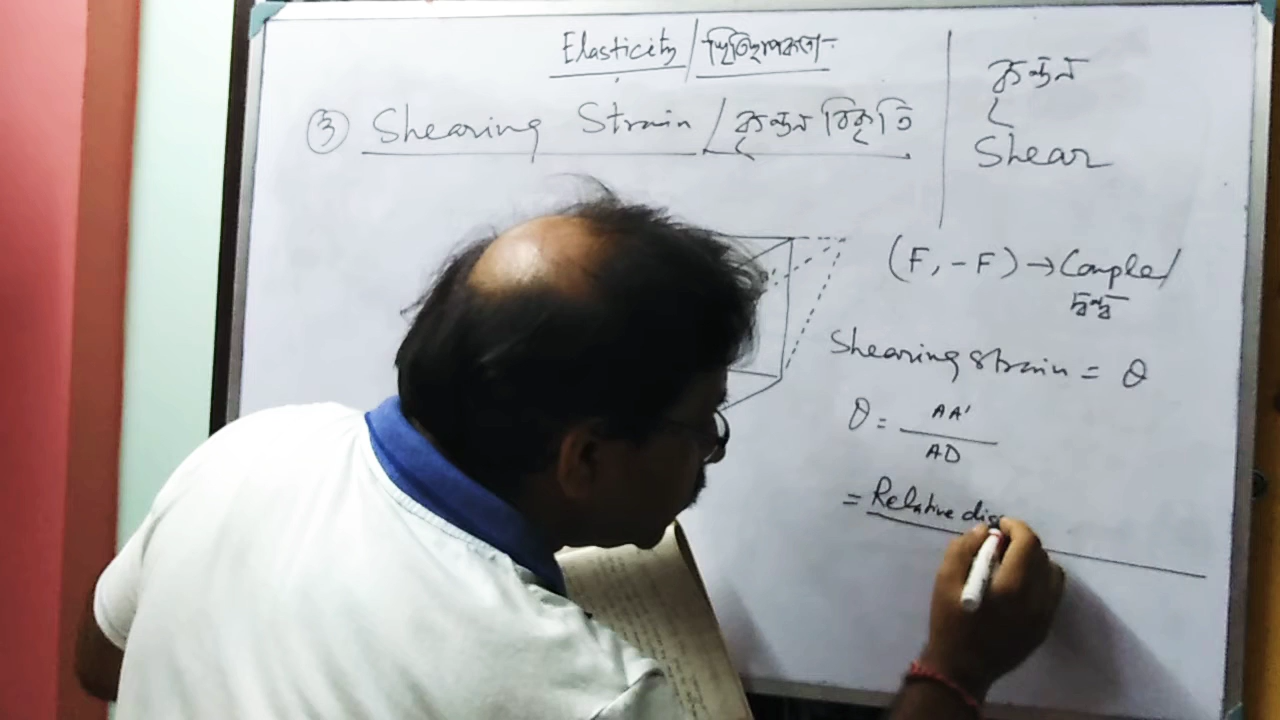 Elasticity / স্থিতিস্থাপকতা-
③ Shearing Strain / কৃন্তন বিকৃতি
কৃন্তন
Shear
(F, -F) → Couple /
দ্বন্দ্ব
Shearing strain = θ
θ = AA' / AD
= Relative dis